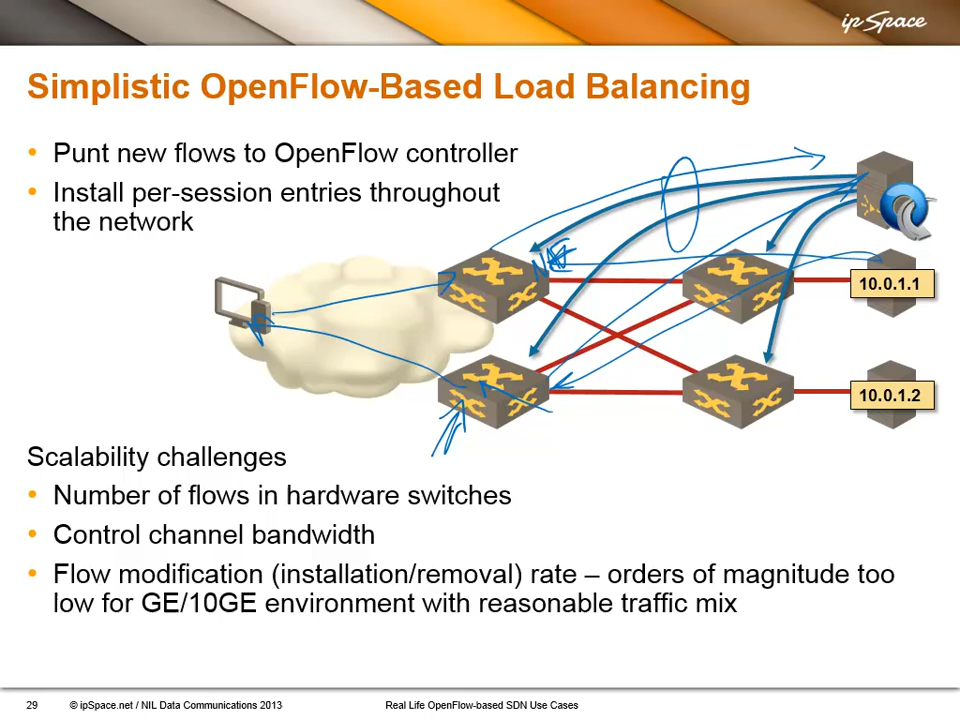 ipSpace
Simplistic OpenFlow-Based Load Balancing
• Punt new flows to OpenFlow controller
• Install per-session entries throughout
the network
10.0.1.1
10.0.1.2
Scalability challenges
• Number of flows in hardware switches
• Control channel bandwidth
• Flow modification (installation/removal) rate – orders of magnitude too
low for GE/10GE environment with reasonable traffic mix
29 © ipSpace.net / NIL Data Communications 2013 Real Life OpenFlow-based SDN Use Cases